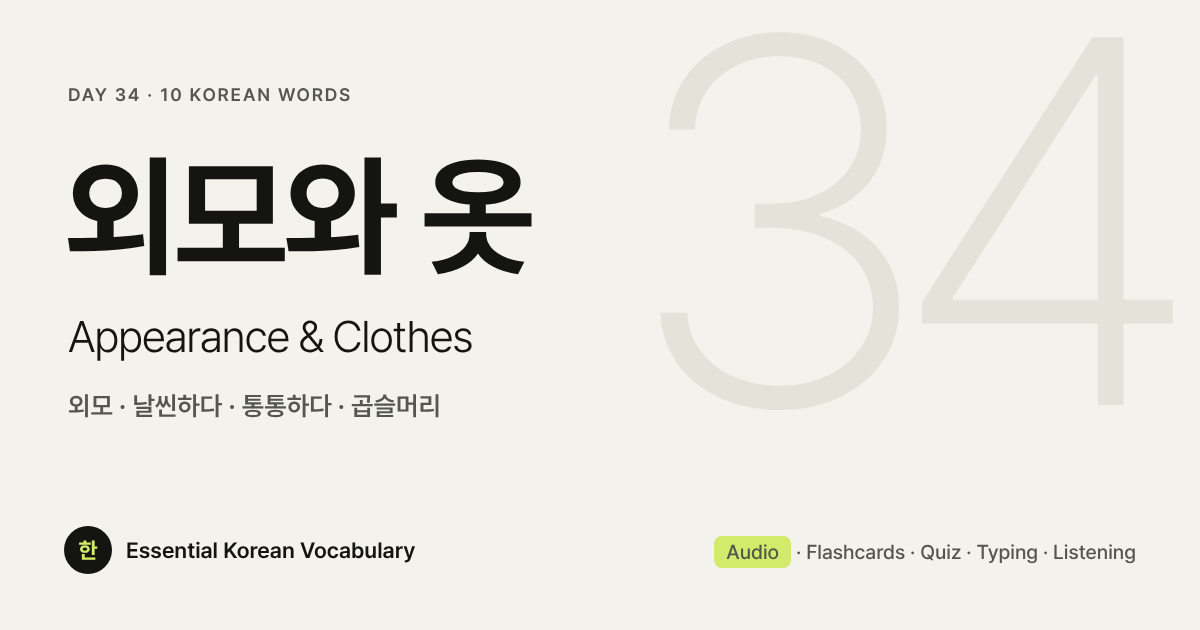 DAY 34 · 10 KOREAN WORDS
34
외모와 옷
Appearance & Clothes
외모 · 날씬하다 · 통통하다 · 곱슬머리
한 Essential Korean Vocabulary
Audio · Flashcards · Quiz · Typing · Listening